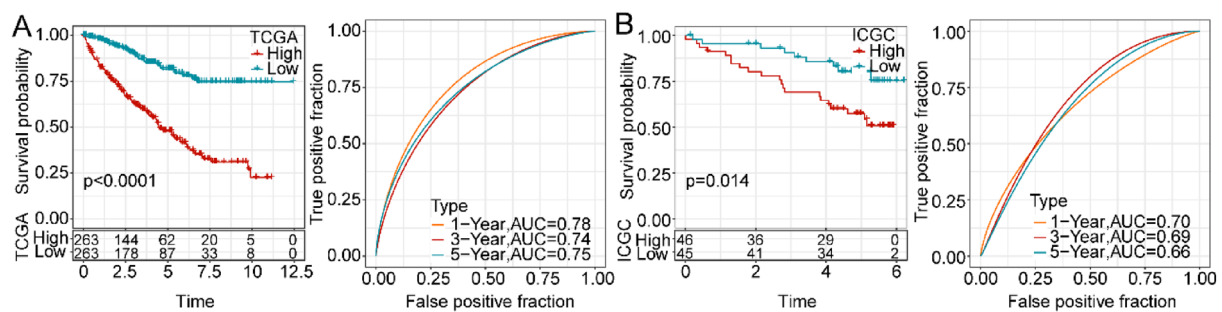 A
TCGA
High
Low
Survival probability
1.00
0.75
0.50
0.25
0.00
p<0.0001
TCGA
High 263 144 62 20 5 0
Low 263 178 87 33 8 0
0 2.5 5 7.5 10 12.5
Time
True positive fraction
1.00
0.75
0.50
0.25
0.00
Type
1-Year,AUC=0.78
3-Year,AUC=0.74
5-Year,AUC=0.75
0.00 0.25 0.50 0.75 1.00
False positive fraction
B
ICGC
High
Low
Survival probability
1.00
0.75
0.50
0.25
0.00
p=0.014
ICGC
High 46 36 29 0
Low 45 41 34 2
0 2 4 6
Time
True positive fraction
1.00
0.75
0.50
0.25
0.00
Type
1-Year,AUC=0.70
3-Year,AUC=0.69
5-Year,AUC=0.66
0.00 0.25 0.50 0.75 1.00
False positive fraction